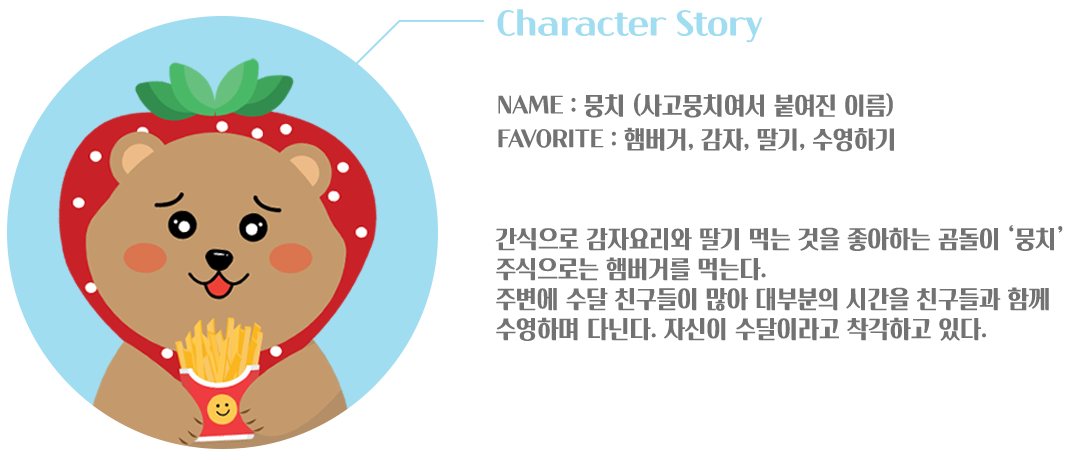 Character Story
NAME : 뭉치 (사고뭉치여서 붙여진 이름)
FAVORITE : 햄버거, 감자, 딸기, 수영하기
간식으로 감자요리와 딸기 먹는 것을 좋아하는 곰돌이 ‘뭉치’
주식으로는 햄버거를 먹는다.
주변에 수달 친구들이 많아 대부분의 시간을 친구들과 함께
수영하며 다닌다. 자신이 수달이라고 착각하고 있다.